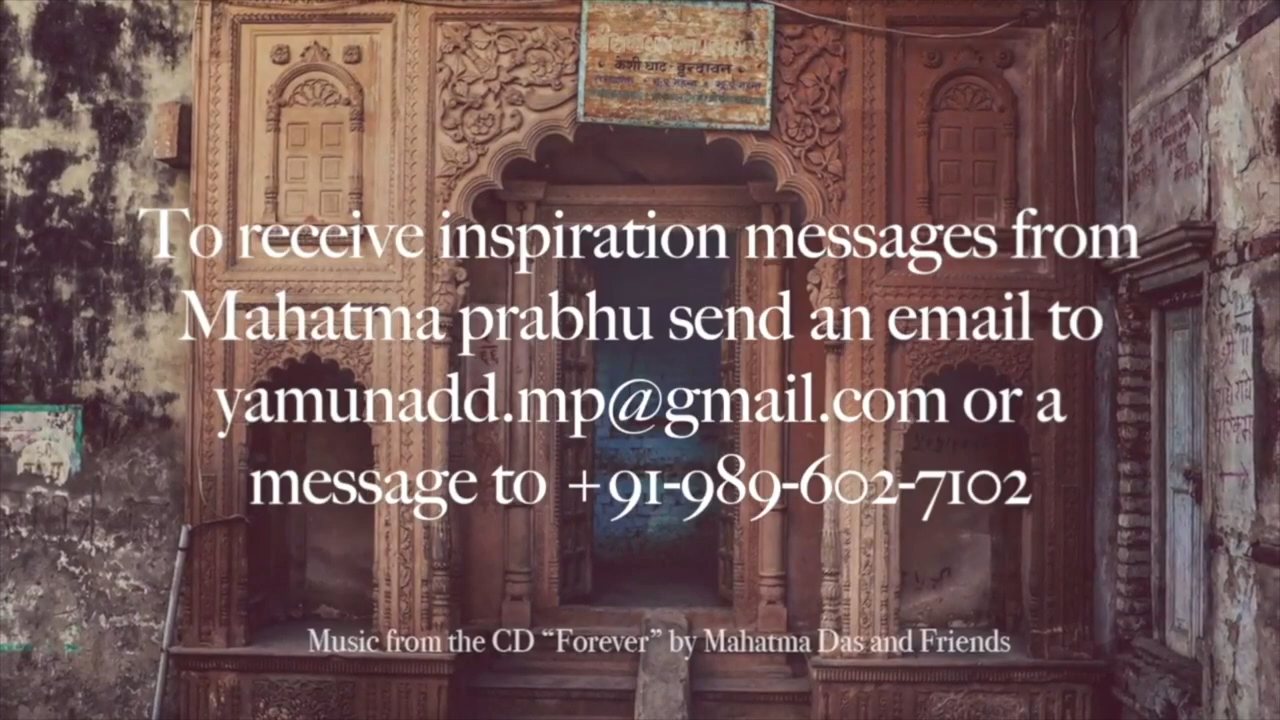 केशी घाट - वृन्दावन
To receive inspiration messages from
Mahatma prabhu send an email to
yamunadd.mp@gmail.com or a
message to +91-989-602-7102
Music from the CD “Forever” by Mahatma Das and Friends